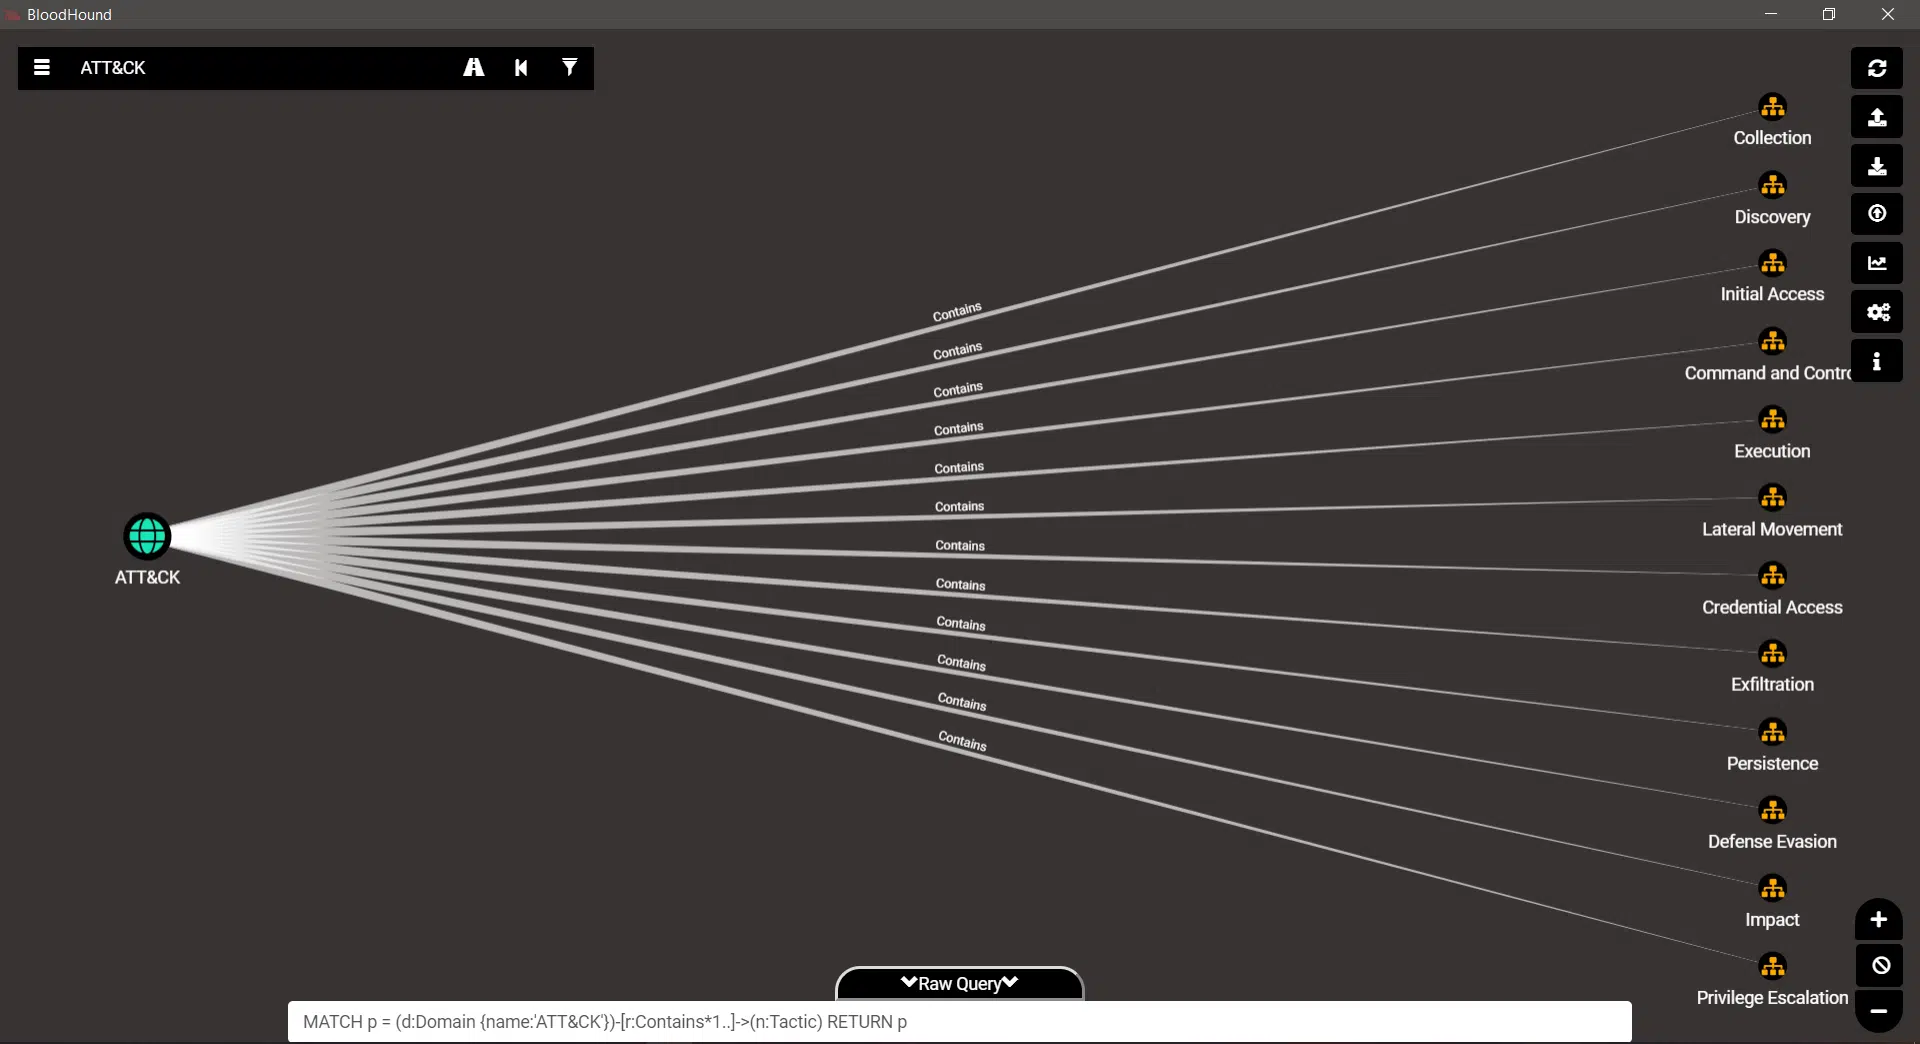 BloodHound
ATT&CK
Collection
Discovery
Initial Access
Command and Contro
Execution
Lateral Movement
Credential Access
Exfiltration
Persistence
Defense Evasion
Impact
Privilege Escalation
Contains
Contains
Contains
Contains
Contains
Contains
Contains
Contains
Contains
Contains
Contains
Contains
ATT&CK
Raw Query
MATCH p = (d:Domain {name:'ATT&CK'})-[r:Contains*1..]->(n:Tactic) RETURN p